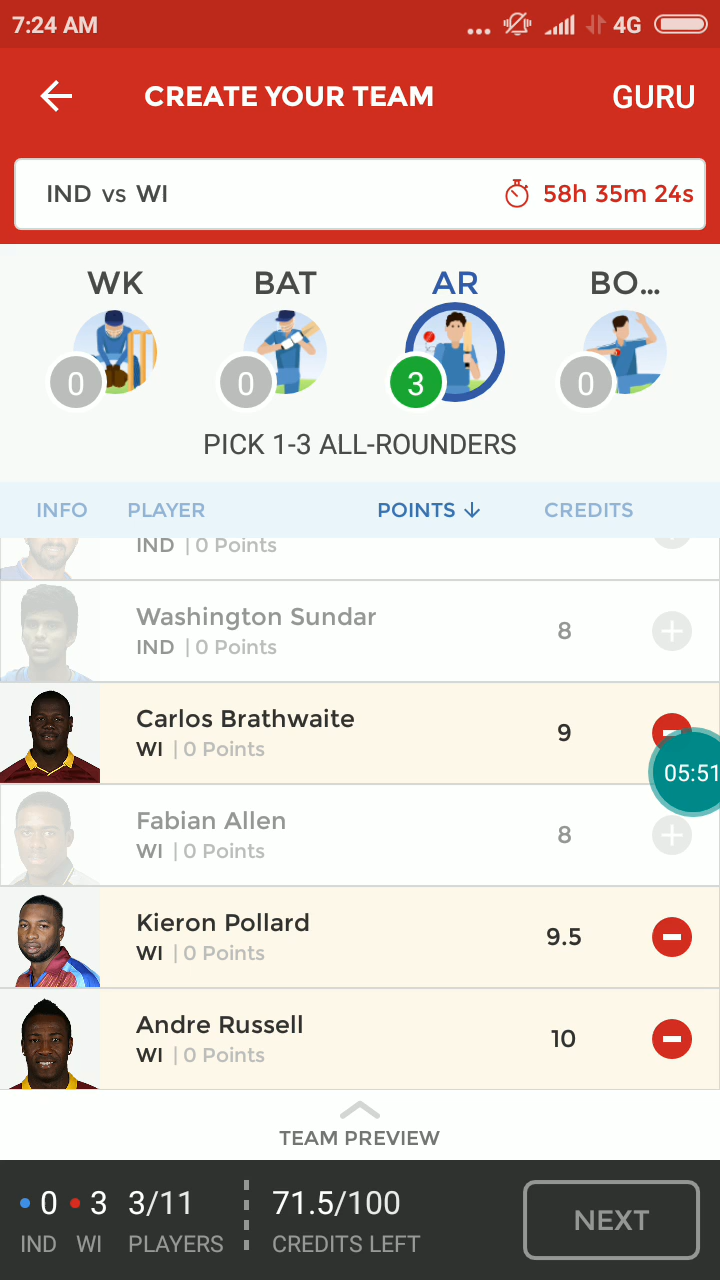 7:24 AM ... 4G
CREATE YOUR TEAM GURU
IND vs WI 58h 35m 24s
WK BAT AR BO...
0 0 3 0
PICK 1-3 ALL-ROUNDERS
INFO PLAYER POINTS ↓ CREDITS
IND | 0 Points
Washington Sundar
IND | 0 Points 8
Carlos Brathwaite
WI | 0 Points 9
05:51
Fabian Allen
WI | 0 Points 8
Kieron Pollard
WI | 0 Points 9.5
Andre Russell
WI | 0 Points 10
TEAM PREVIEW
0 3 3/11 71.5/100
IND WI PLAYERS CREDITS LEFT
NEXT